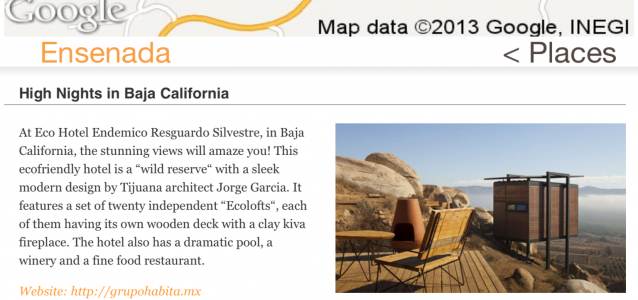 Google
Map data ©2013 Google, INEGI
Ensenada
< Places
High Nights in Baja California
At Eco Hotel Endemico Resguardo Silvestre, in Baja
California, the stunning views will amaze you! This
ecofriendly hotel is a “wild reserve“ with a sleek
modern design by Tijuana architect Jorge Garcia. It
features a set of twenty independent “Ecolofts“, each
of them having its own wooden deck with a clay kiva
fireplace. The hotel also has a dramatic pool, a
winery and a fine food restaurant.
Website: http://grupohabita.mx